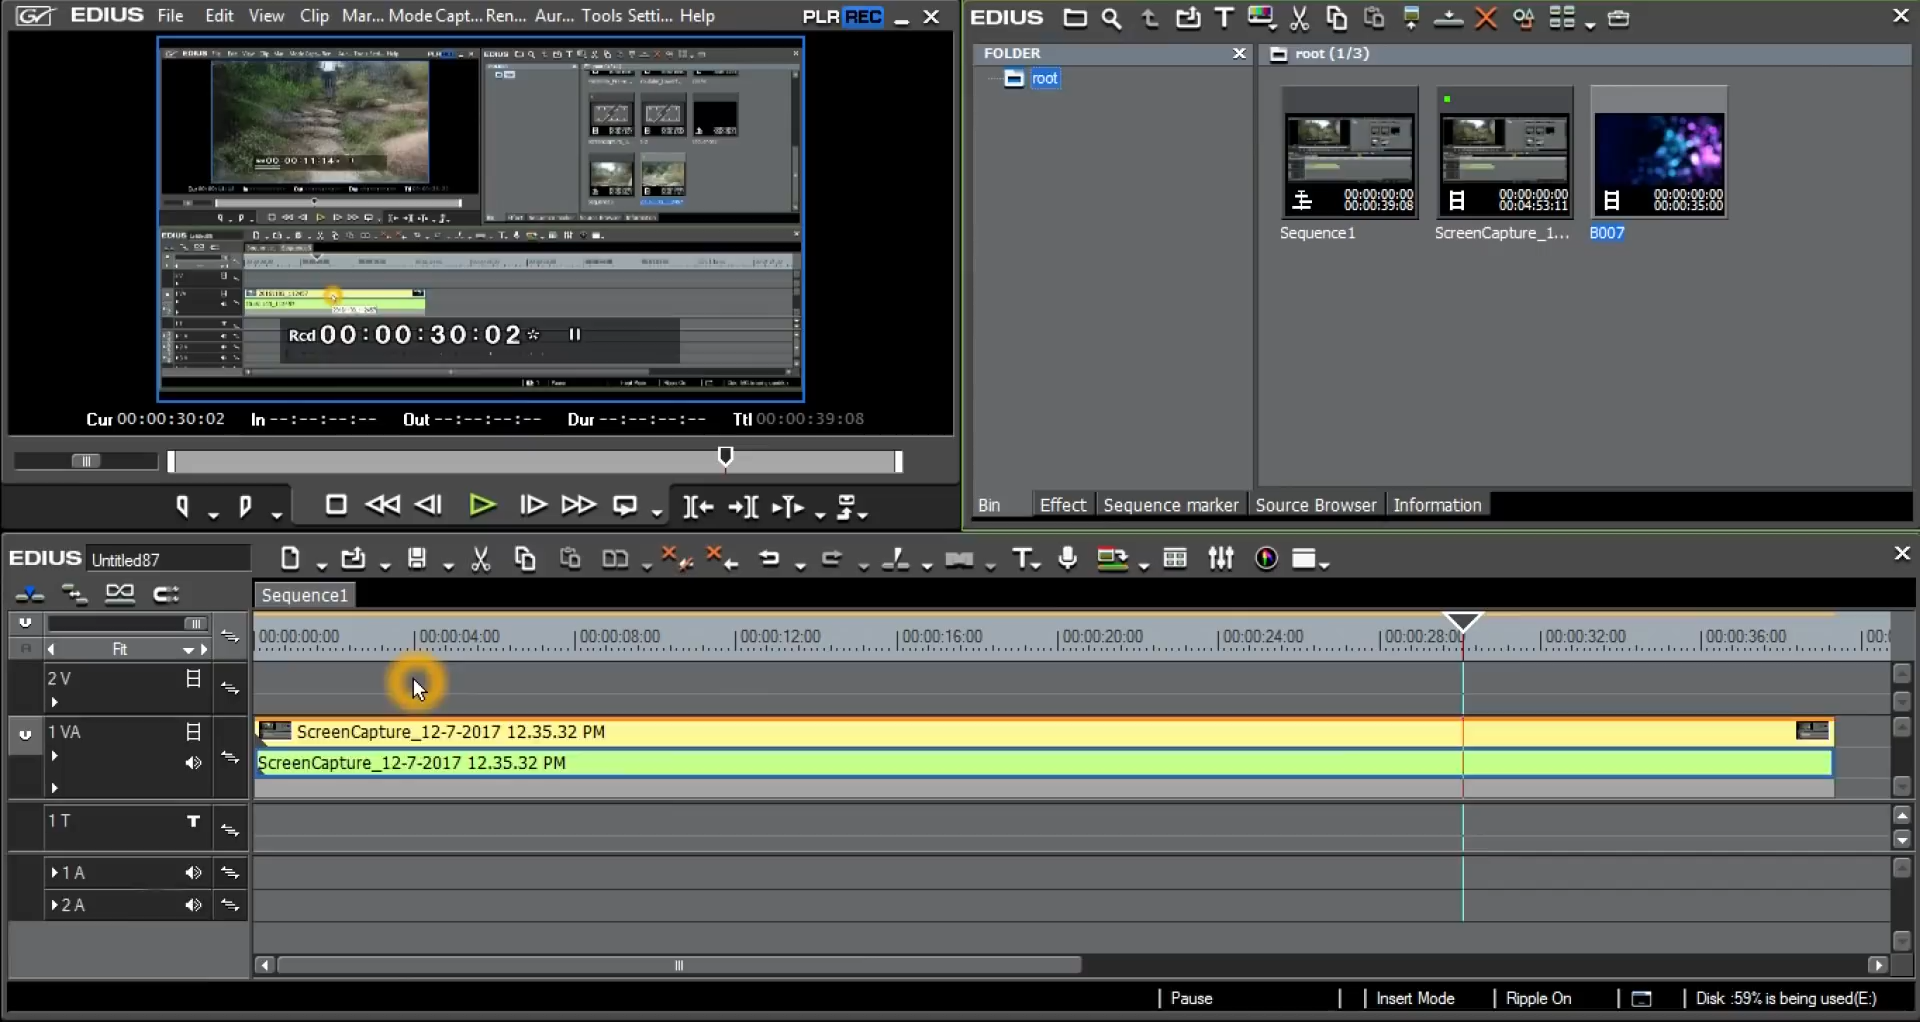 EDIUS File Edit View Clip Mar... Mode Capt... Ren... Aur... Tools Setti... Help PLR REC
Rcd 00:00:30:02
Cur 00:00:30:02 In --:--:--:-- Out --:--:--:-- Dur --:--:--:-- Ttl 00:00:39:08
EDIUS
FOLDER
root
root (1/3)
00:00:00:00
00:00:39:08
Sequence1
00:00:00:00
00:04:53:11
ScreenCapture_1...
00:00:00:00
00:00:35:00
B007
Bin Effect Sequence marker Source Browser Information
EDIUS Untitled87
Sequence1
Fit
00:00:00:00 00:00:04:00 00:00:08:00 00:00:12:00 00:00:16:00 00:00:20:00 00:00:24:00 00:00:28:0 00:00:32:00 00:00:36:00 00:0
2 V
1 VA
ScreenCapture_12-7-2017 12.35.32 PM
ScreenCapture_12-7-2017 12.35.32 PM
1 T
1 A
2 A
Pause Insert Mode Ripple On Disk :59% is being used(E:)